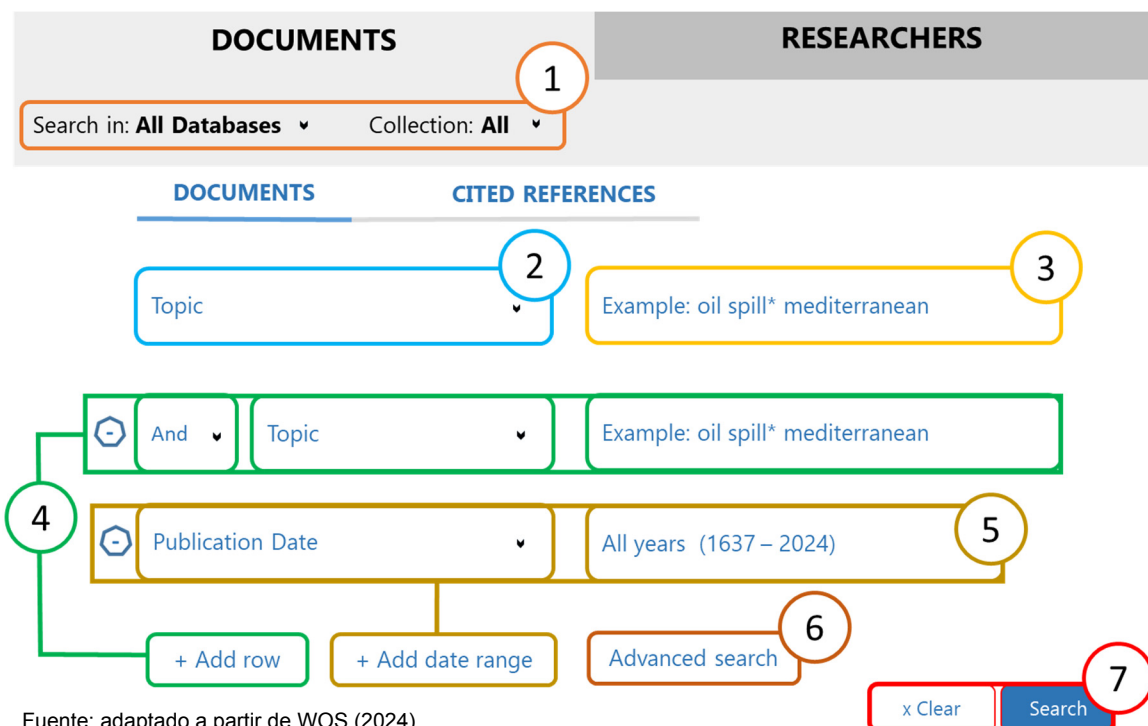 DOCUMENTS
RESEARCHERS
1
Search in: All Databases Collection: All
DOCUMENTS
CITED REFERENCES
2
3
Topic
Example: oil spill* mediterranean
And
Topic
Example: oil spill* mediterranean
4
5
Publication Date
All years (1637 – 2024)
6
+ Add row
+ Add date range
Advanced search
7
x Clear
Search
Fuente: adaptado a partir de WOS (2024)